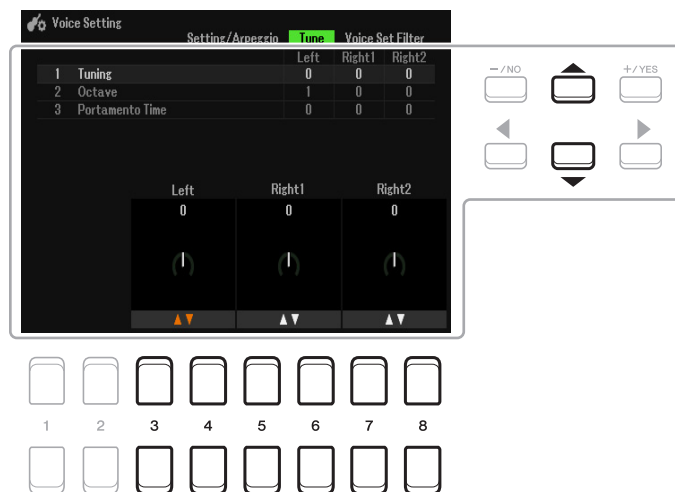 Voice Setting
Setting/Arpeggio Tune Voice Set Filter
Left Right1 Right2
1 Tuning 0 0 0
2 Octave 1 0 0
3 Portamento Time 0 0 0
Left Right1 Right2
0 0 0
-/NO +/YES
1 2 3 4 5 6 7 8